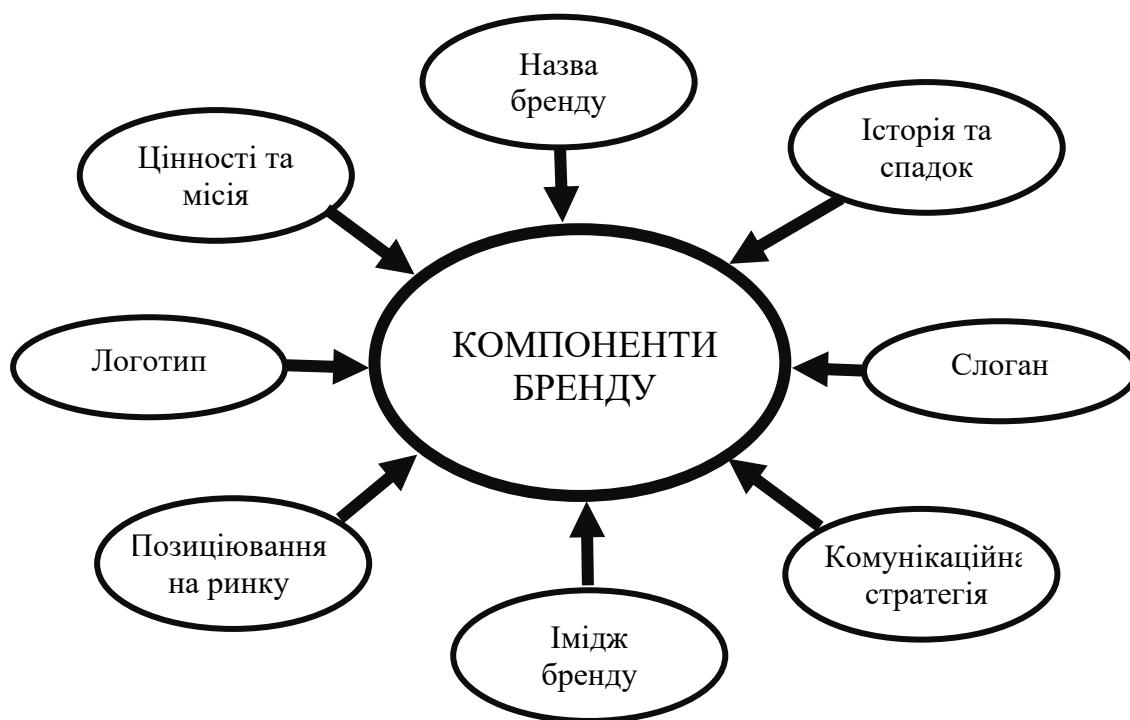 Назва
бренду
Історія та
спадок
Цінності та
місія
КОМПОНЕНТИ
БРЕНДУ
Логотип
Слоган
Позиціювання
на ринку
Комунікаційна
стратегія
Імідж
бренду